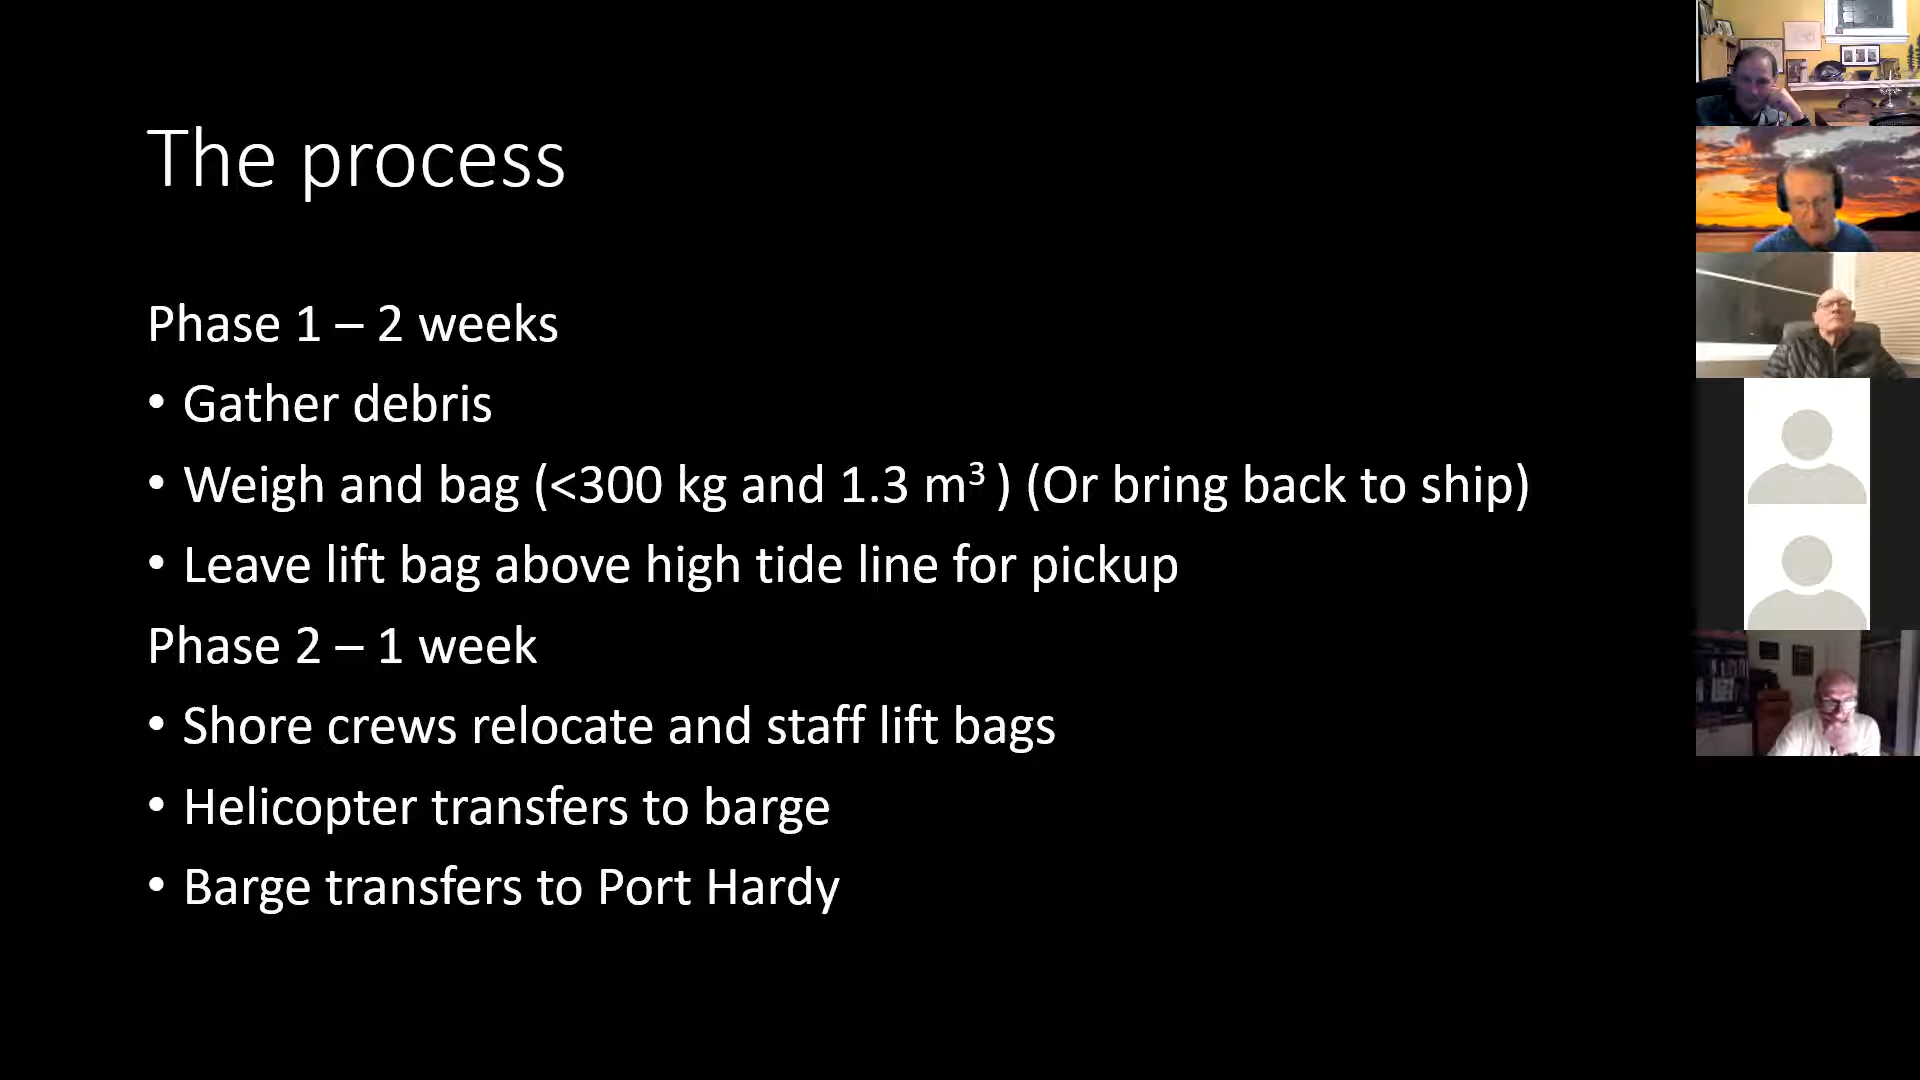 The process
Phase 1 – 2 weeks
• Gather debris
• Weigh and bag (<300 kg and 1.3 m³ ) (Or bring back to ship)
• Leave lift bag above high tide line for pickup
Phase 2 – 1 week
• Shore crews relocate and staff lift bags
• Helicopter transfers to barge
• Barge transfers to Port Hardy